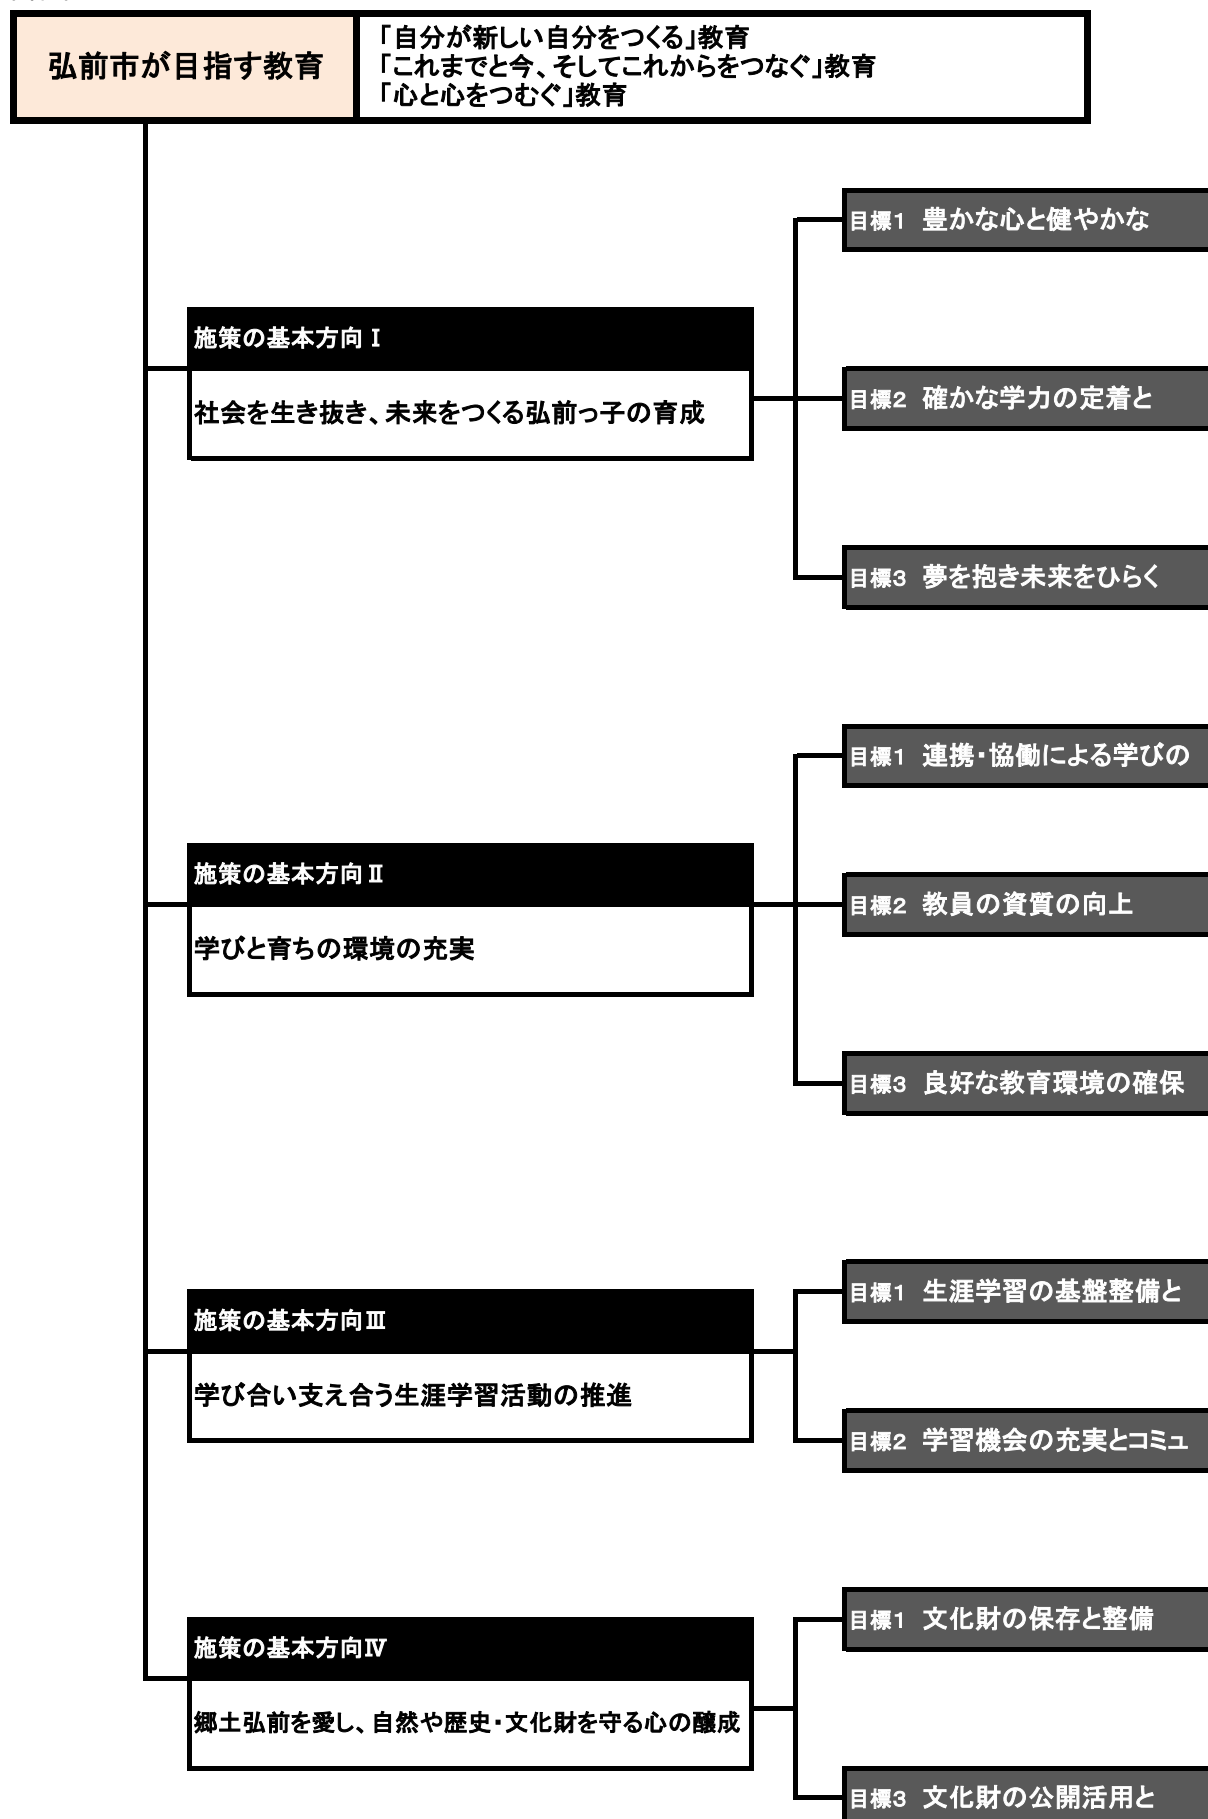 弘前市が目指す教育
「自分が新しい自分をつくる」教育
「これまでと今、そしてこれからをつなぐ」教育
「心と心をつむぐ」教育
施策の基本方向Ⅰ
社会を生き抜き、未来をつくる弘前っ子の育成
目標1 豊かな心と健やかな
目標2 確かな学力の定着と
目標3 夢を抱き未来をひらく
施策の基本方向Ⅱ
学びと育ちの環境の充実
目標1 連携・協働による学びの
目標2 教員の資質の向上
目標3 良好な教育環境の確保
施策の基本方向Ⅲ
学び合い支え合う生涯学習活動の推進
目標1 生涯学習の基盤整備と
目標2 学習機会の充実とコミュ
施策の基本方向Ⅳ
郷土弘前を愛し、自然や歴史・文化財を守る心の醸成
目標1 文化財の保存と整備
目標3 文化財の公開活用と